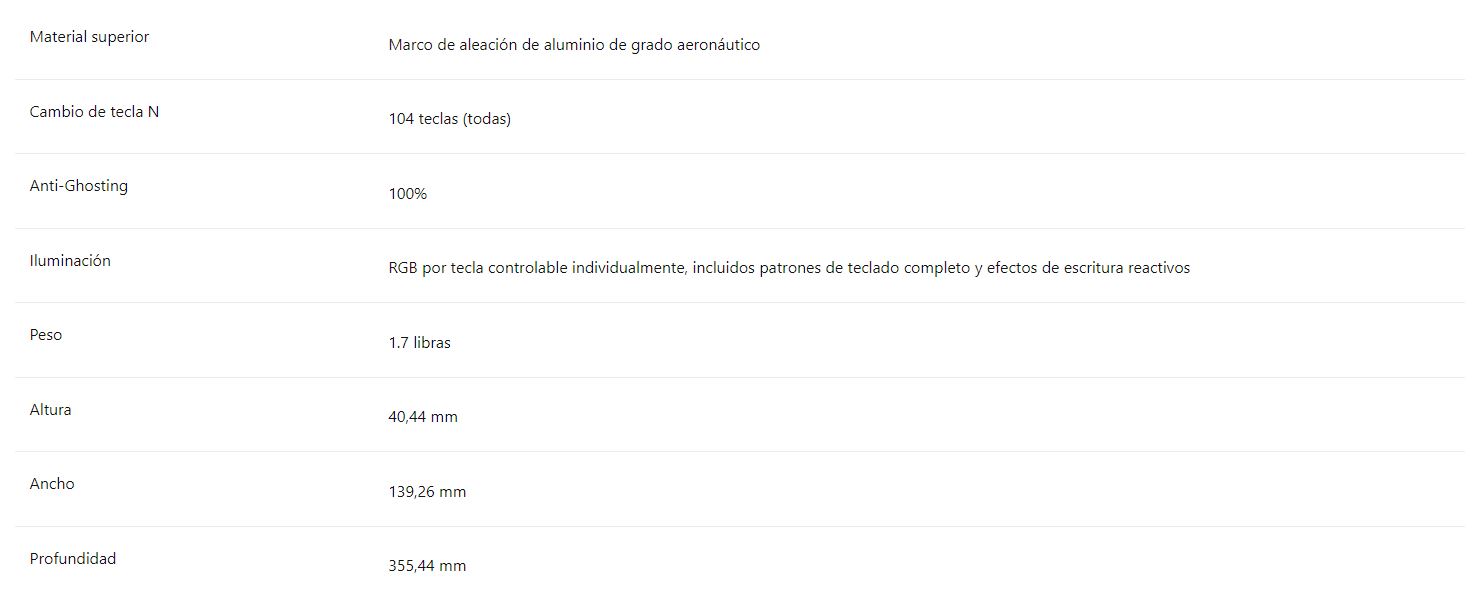 Material superior
Marco de aleación de aluminio de grado aeronáutico
Cambio de tecla N
104 teclas (todas)
Anti-Ghosting
100%
Iluminación
RGB por tecla controlable individualmente, incluidos patrones de teclado completo y efectos de escritura reactivos
Peso
1.7 libras
Altura
40,44 mm
Ancho
139,26 mm
Profundidad
355,44 mm